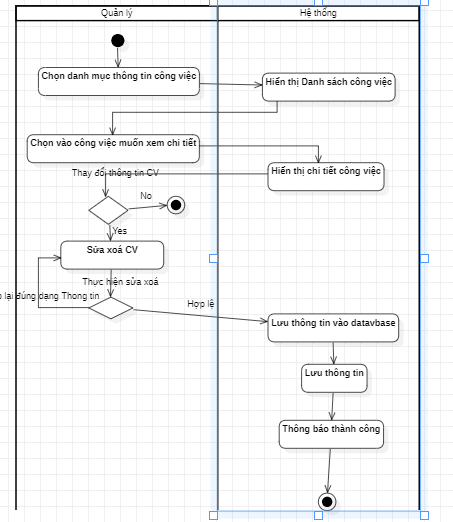 Quản lý
Hệ thống
Chọn danh mục thông tin công việc
Hiển thị Danh sách công việc
Chọn vào công việc muốn xem chi tiết
Hiển thị chi tiết công việc
Thay đổi thông tin CV
No
Yes
Sửa xoá CV
Thực hiện sửa xoá
lại đúng dạng Thong tin
Hợp lệ
Lưu thông tin vào datavbase
Lưu thông tin
Thông báo thành công